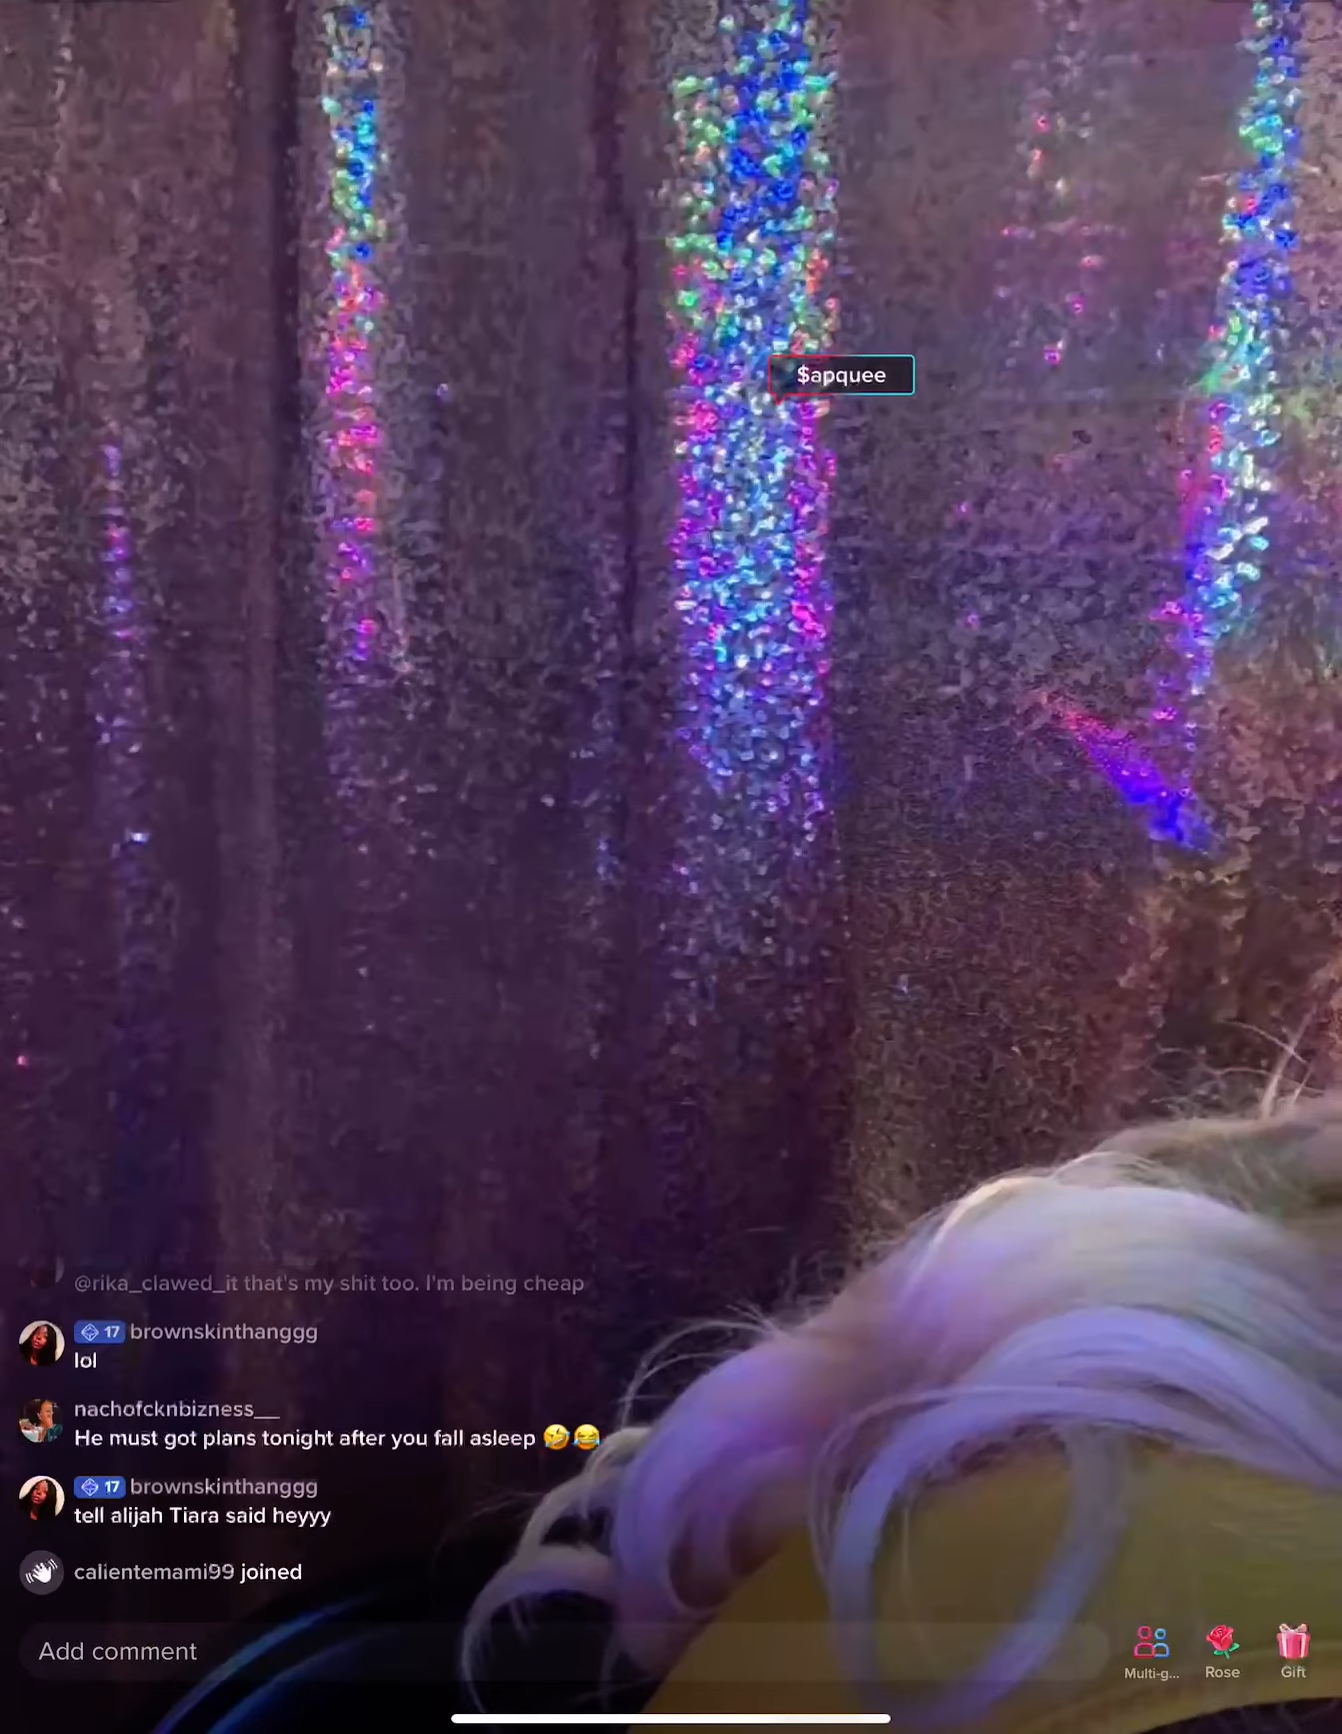 $apquee
@rika_clawed_it that's my shit too. I'm being cheap
17 brownskinthanggg
lol
nachofcknbizness__
He must got plans tonight after you fall asleep 🤣😂
17 brownskinthanggg
tell alijah Tiara said heyyy
calientemami99 joined
Add comment
Multi-g...
Rose
Gift